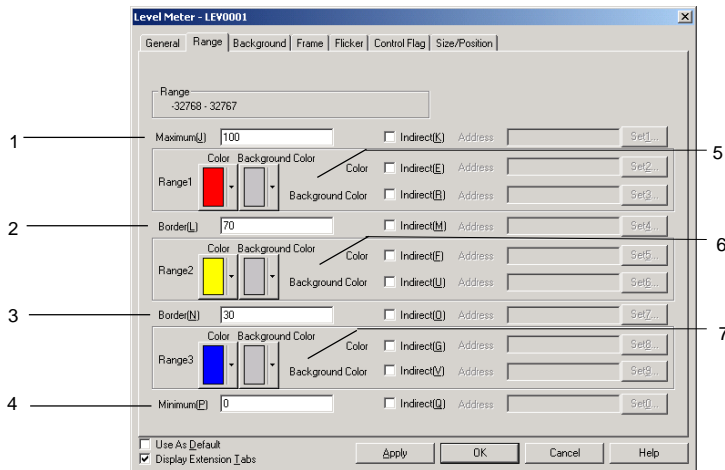 Level Meter - LEV0001
General Range Background Frame Flicker Control Flag Size/Position
Range
-32768 - 32767
1 Maximum(J) 100 Indirect(K) Address Set1...
Color Background Color 5
Range1 Color Indirect(E) Set2...
Background Color Indirect(R) Set3...
2 Border(L) 70 Indirect(M) Address Set4...
Color Background Color 6
Range2 Color Indirect(F) Address Set5...
Background Color Indirect(U) Address Set6...
3 Border(N) 30 Indirect(O) Address Set7...
Color Background Color 7
Range3 Color Indirect(G) Address Set8...
Background Color Indirect(V) Address Set9...
4 Minimum(P) 0 Indirect(Q) Address Set0...
Use As Default
Display Extension Tabs
Apply OK Cancel Help